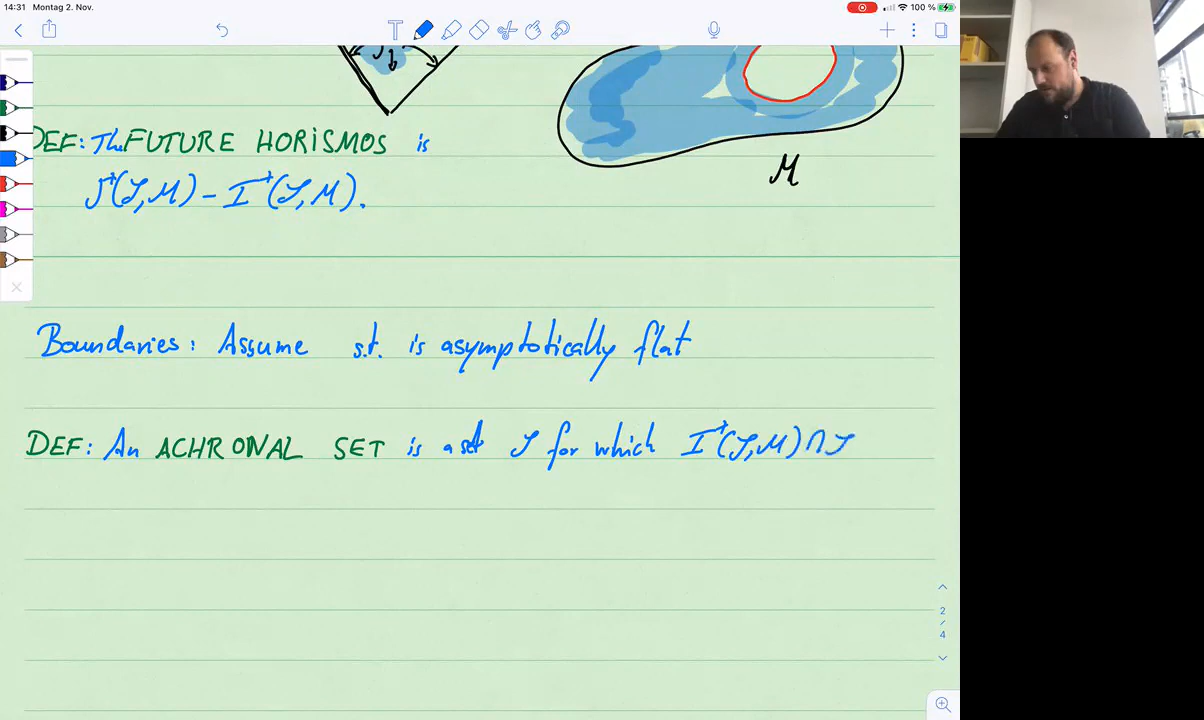 14:31 Montag 2. Nov.
100 %
T
M
DEF: The FUTURE HORISMOS is
J⁺(S,M) – I⁺(S,M).
Boundaries: Assume s.t. is asymptotically flat
DEF: An ACHRONAL SET is a set S for which I⁺(S,M)∩S
2
/
4